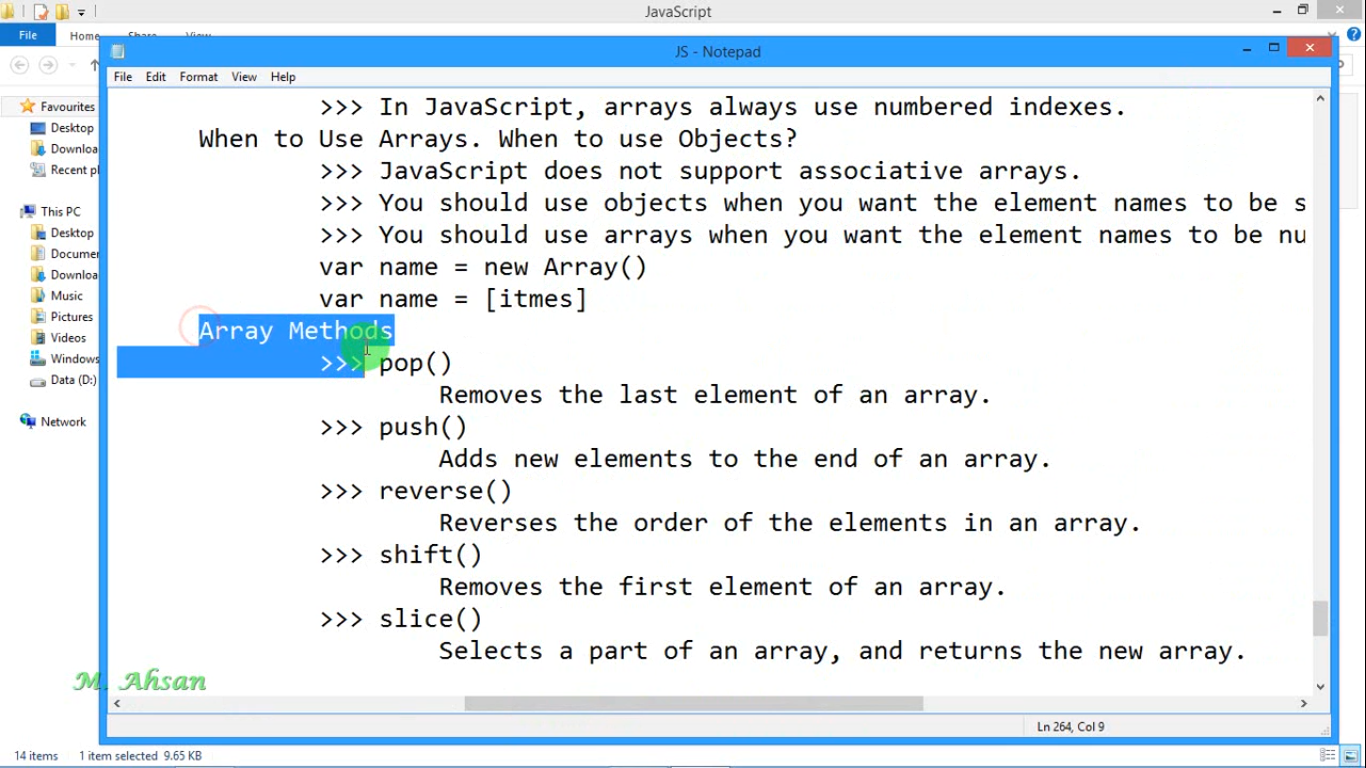 JavaScript
File Home Share View
JS - Notepad
File Edit Format View Help
Favourites
Desktop
Downloa
Recent pl
This PC
Desktop
Documen
Downloa
Music
Pictures
Videos
Windows
Data (D:)
Network
>>> In JavaScript, arrays always use numbered indexes.
When to Use Arrays. When to use Objects?
>>> JavaScript does not support associative arrays.
>>> You should use objects when you want the element names to be s
>>> You should use arrays when you want the element names to be nu
var name = new Array()
var name = [itmes]
Array Methods
>>> pop()
Removes the last element of an array.
>>> push()
Adds new elements to the end of an array.
>>> reverse()
Reverses the order of the elements in an array.
>>> shift()
Removes the first element of an array.
>>> slice()
Selects a part of an array, and returns the new array.
M. Ahsan
Ln 264, Col 9
14 items 1 item selected 9.65 KB